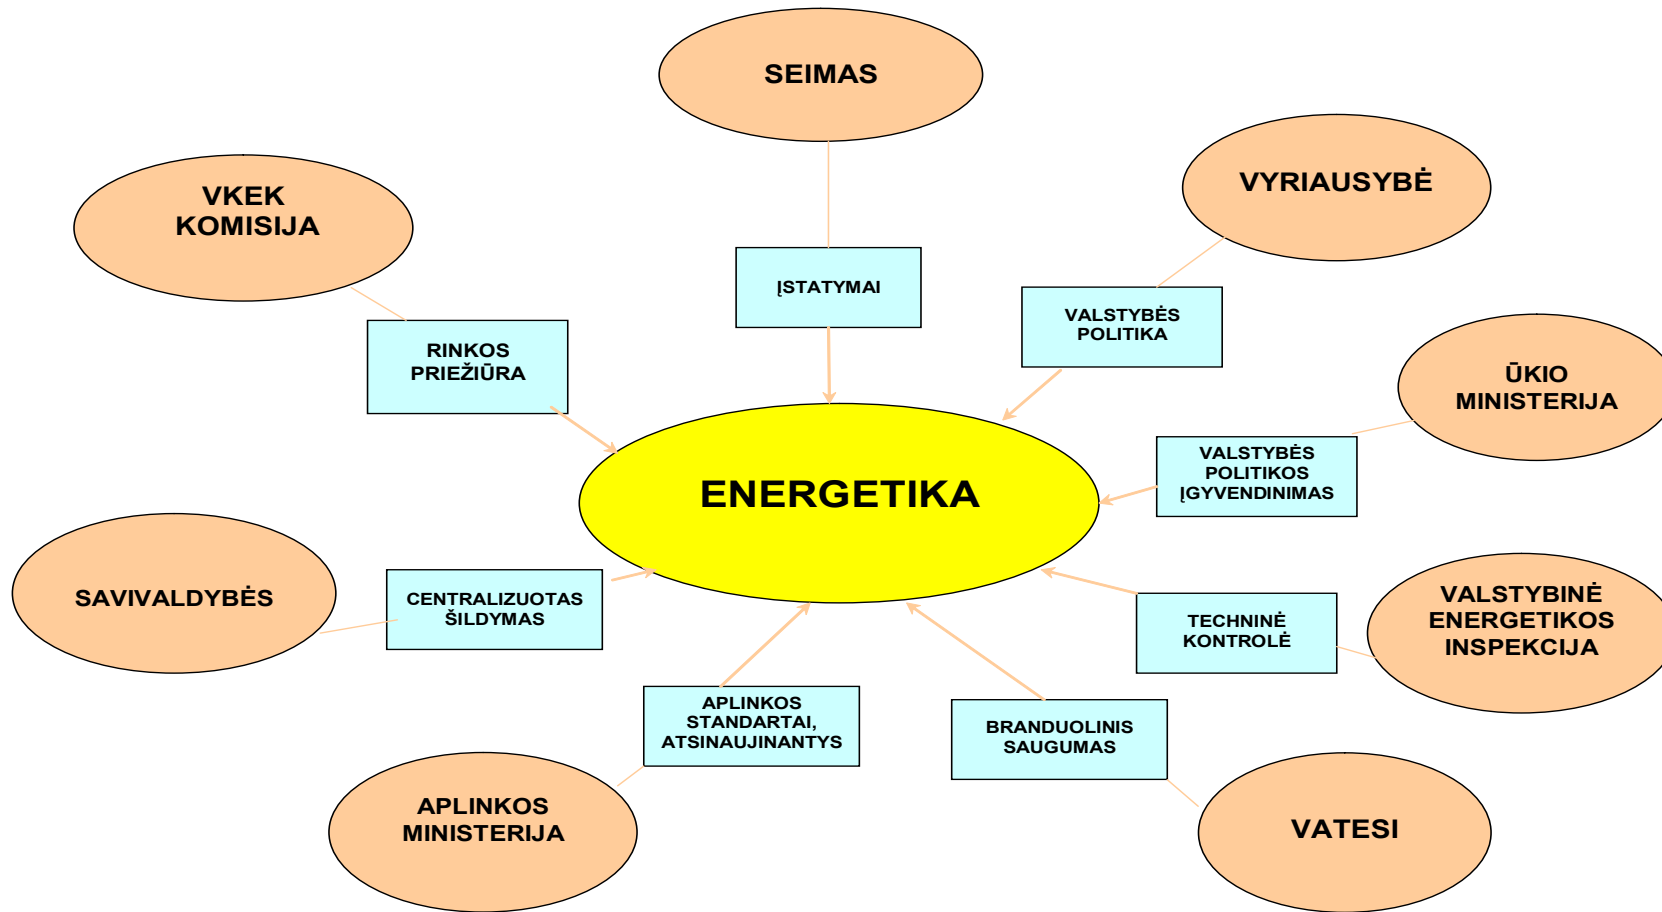 SEIMAS
VYRIAUSYBĖ
VKEK
KOMISIJA
ĮSTATYMAI
VALSTYBĖS
POLITIKA
RINKOS
PRIEŽIŪRA
ŪKIO
MINISTERIJA
VALSTYBĖS
POLITIKOS
ĮGYVENDINIMAS
ENERGETIKA
SAVIVALDYBĖS
CENTRALIZUOTAS
ŠILDYMAS
TECHNINĖ
KONTROLĖ
VALSTYBINĖ
ENERGETIKOS
INSPEKCIJA
APLINKOS
STANDARTAI,
ATSINAUJINANTYS
BRANDUOLINIS
SAUGUMAS
APLINKOS
MINISTERIJA
VATESI